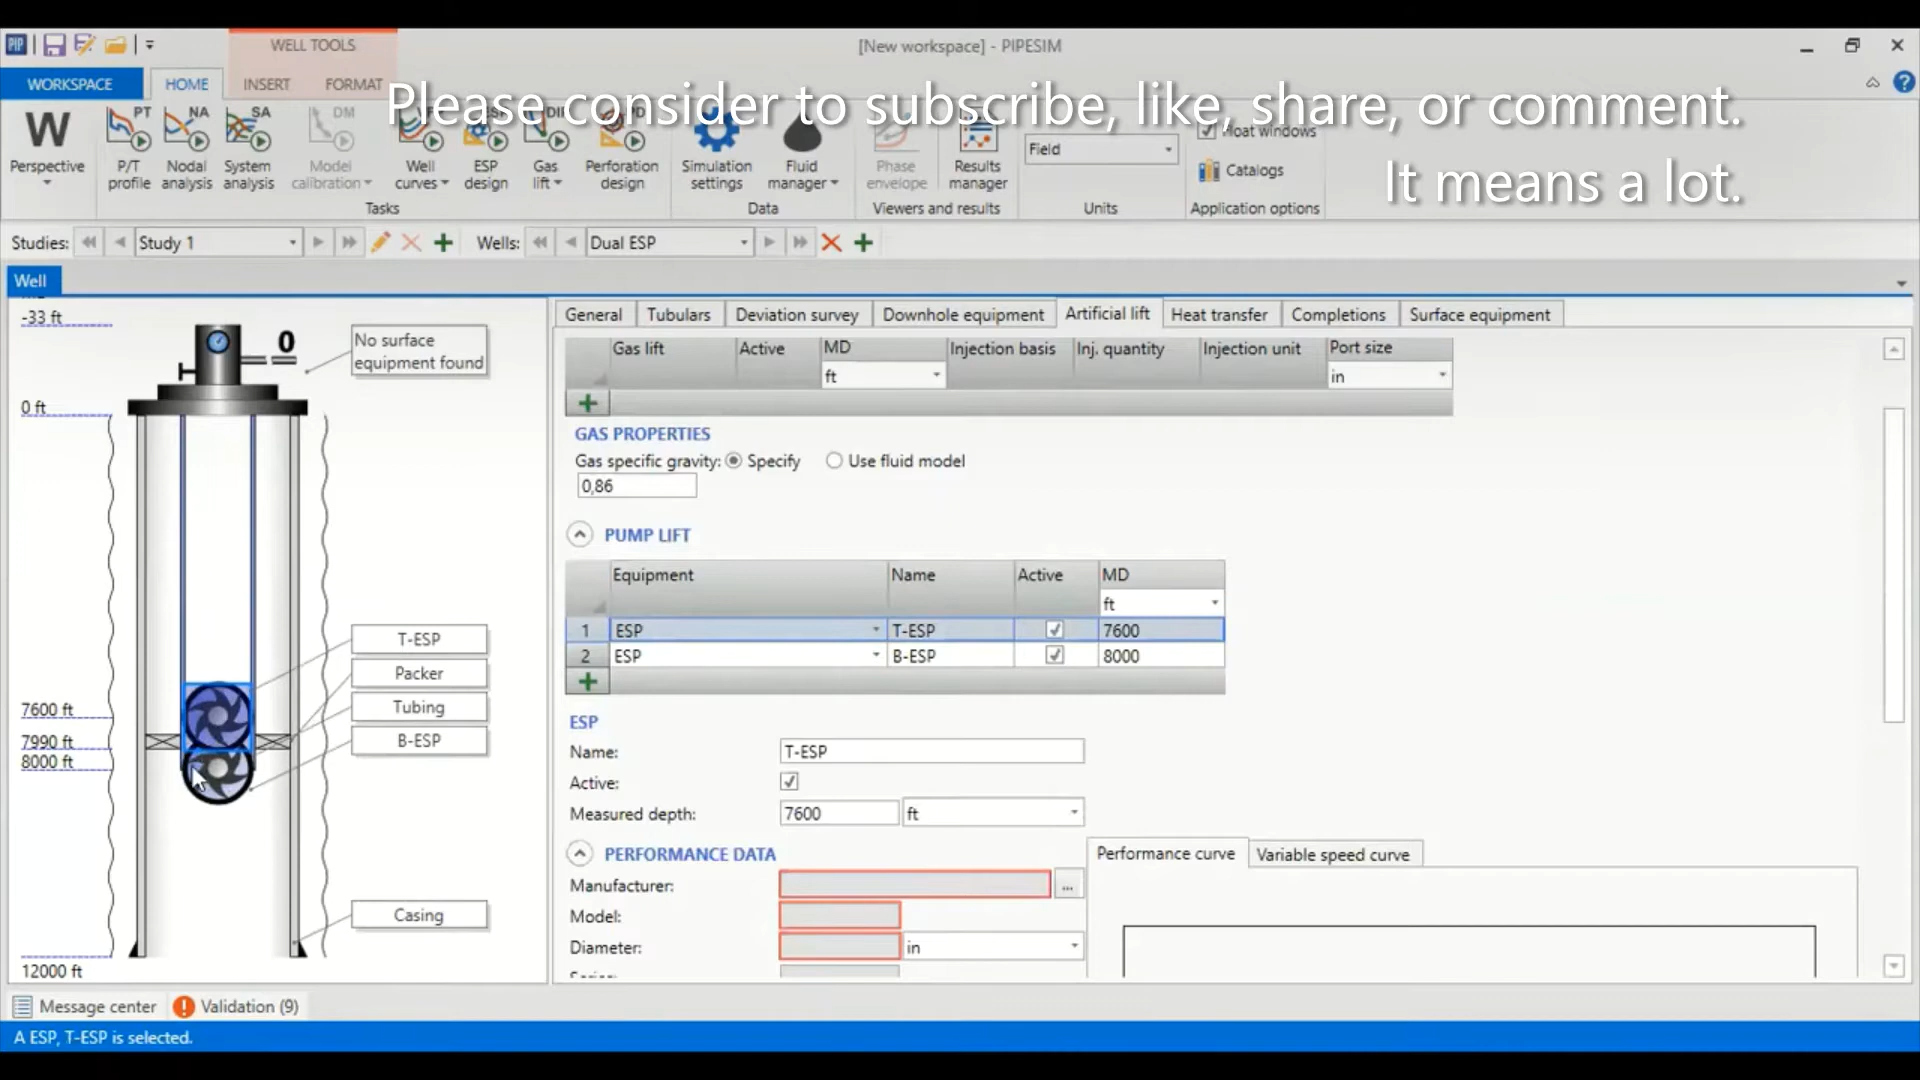 PIP
WELL TOOLS
[New workspace] - PIPESIM
WORKSPACE
HOME
INSERT
FORMAT
Please consider to subscribe, like, share, or comment.
It means a lot.
Perspective
PT
P/T
profile
NA
Nodal
analysis
SA
System
analysis
DM
Model
calibration
Well
curves
ESP
design
Gas
lift
Perforation
design
Tasks
Simulation
settings
Fluid
manager
Data
Phase
envelope
Results
manager
Viewers and results
Field
Units
Float windows
Catalogs
Application options
Studies:
Study 1
Wells:
Dual ESP
Well
-33 ft
0
No surface
equipment found
0 ft
T-ESP
Packer
Tubing
B-ESP
7600 ft
7990 ft
8000 ft
Casing
12000 ft
General
Tubulars
Deviation survey
Downhole equipment
Artificial lift
Heat transfer
Completions
Surface equipment
Gas lift
Active
MD
Injection basis
Inj. quantity
Injection unit
Port size
ft
in
GAS PROPERTIES
Gas specific gravity:
Specify
Use fluid model
0,86
PUMP LIFT
Equipment
Name
Active
MD
ft
1 ESP T-ESP 7600
2 ESP B-ESP 8000
ESP
Name: T-ESP
Active:
Measured depth: 7600 ft
PERFORMANCE DATA
Performance curve
Variable speed curve
Manufacturer: ...
Model:
Diameter: in
Message center
Validation (9)
A ESP, T-ESP is selected.